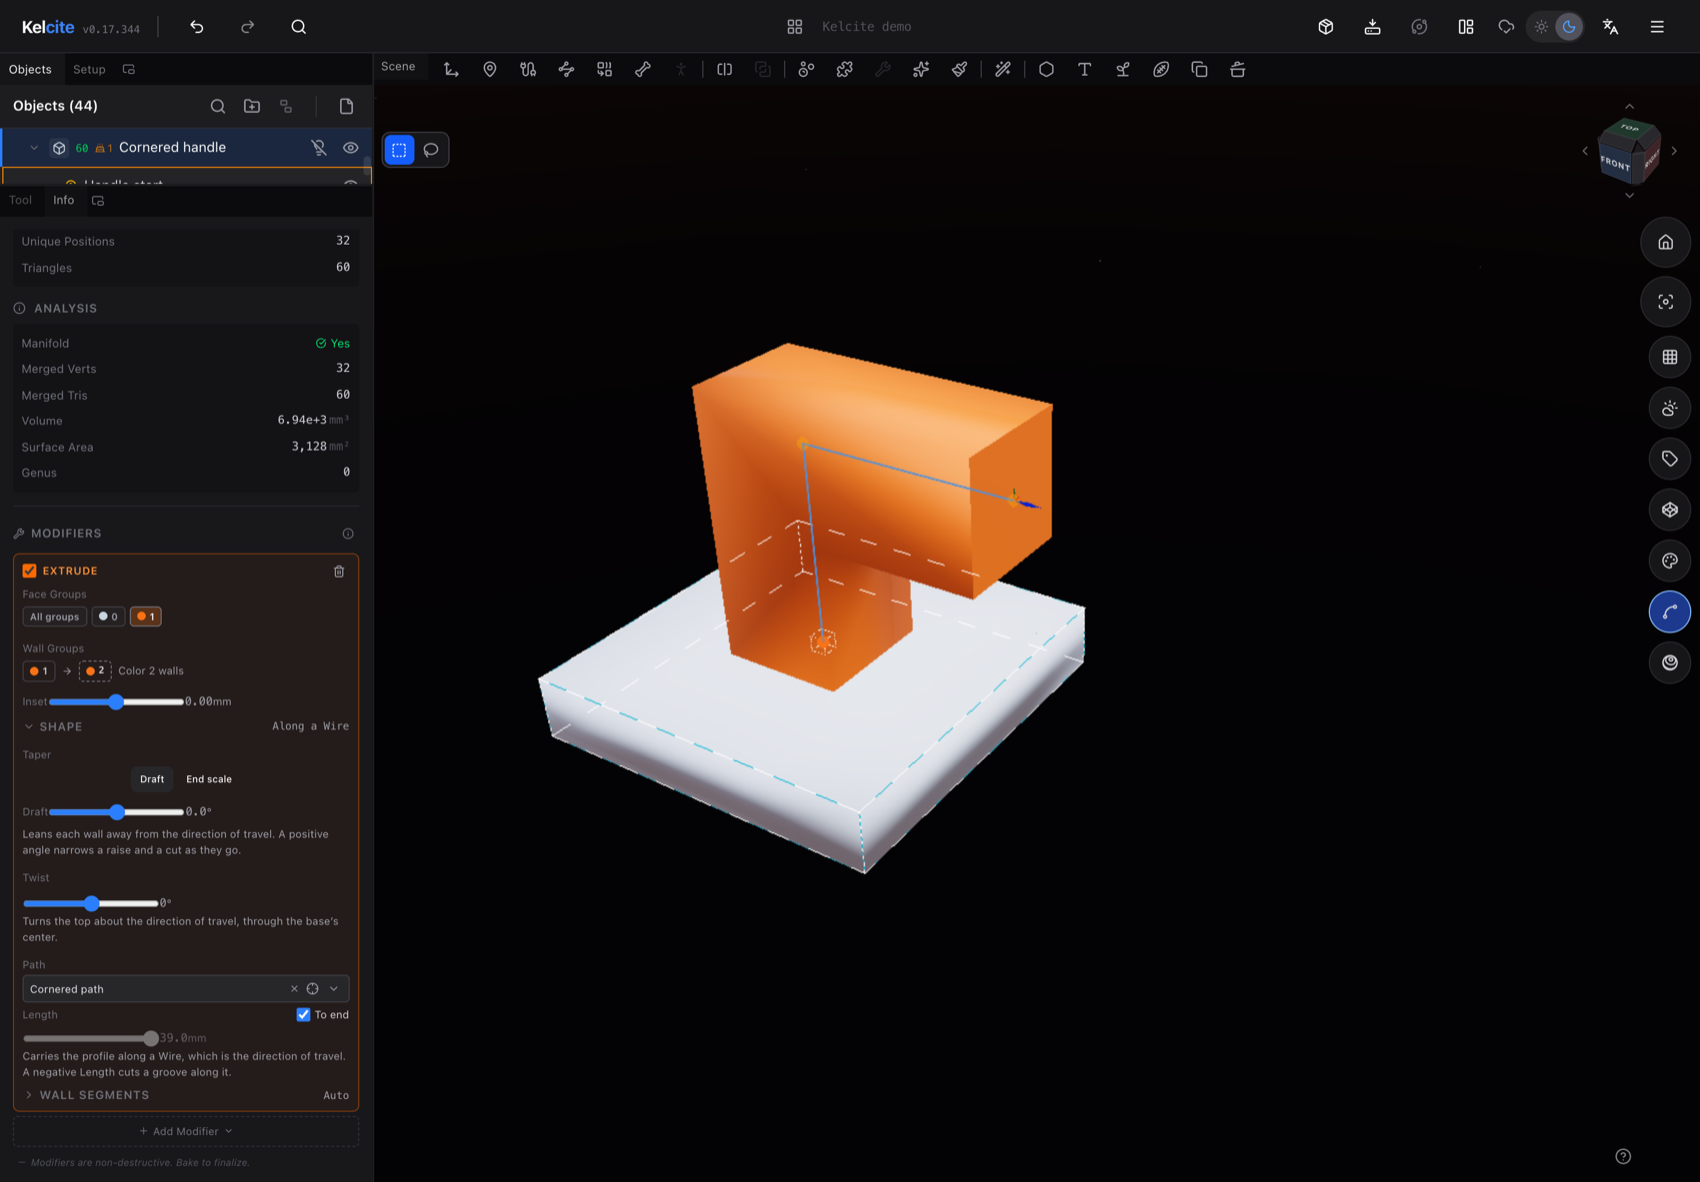 Kelcite v0.17.344
Kelcite demo
Objects Setup
Scene
Objects (44)
60 1 Cornered handle
Handle start
Tool Info
Unique Positions 32
Triangles 60
ANALYSIS
Manifold Yes
Merged Verts 32
Merged Tris 60
Volume 6.94e+3 mm³
Surface Area 3,128 mm²
Genus 0
MODIFIERS
EXTRUDE
Face Groups
All groups 0 1
Wall Groups
1 → 2 Color 2 walls
Inset 0.00mm
SHAPE Along a Wire
Taper
Draft End scale
Draft 0.0°
Leans each wall away from the direction of travel. A positive
angle narrows a raise and a cut as they go.
Twist
0°
Turns the top about the direction of travel, through the base's
center.
Path
Cornered path
Length To end
39.0mm
Carries the profile along a Wire, which is the direction of travel.
A negative Length cuts a groove along it.
WALL SEGMENTS Auto
+ Add Modifier
— Modifiers are non-destructive. Bake to finalize.
TOP
FRONT
RIGHT